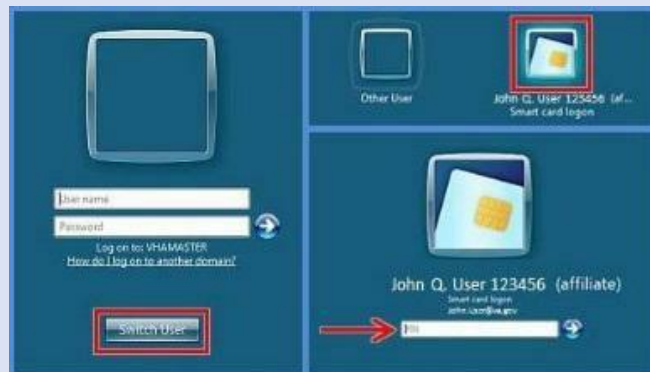 User name
Password
Log on to: VHAMASTER
How do I log on to another domain?
Switch User
Other User
John Q. User 123456 (af...
Smart card logon
John Q. User 123456 (affiliate)
Smart card logon
john.user@va.gov
PIN